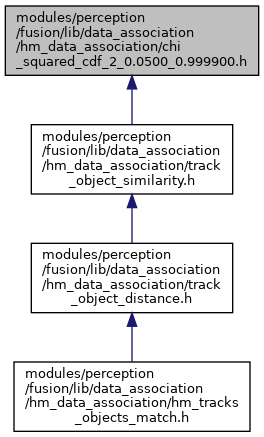 modules/perception
/fusion/lib/data_association
/hm_data_association/chi
_squared_cdf_2_0.0500_0.999900.h
modules/perception
/fusion/lib/data_association
/hm_data_association/track
_object_similarity.h
modules/perception
/fusion/lib/data_association
/hm_data_association/track
_object_distance.h
modules/perception
/fusion/lib/data_association
/hm_data_association/hm_tracks
_objects_match.h